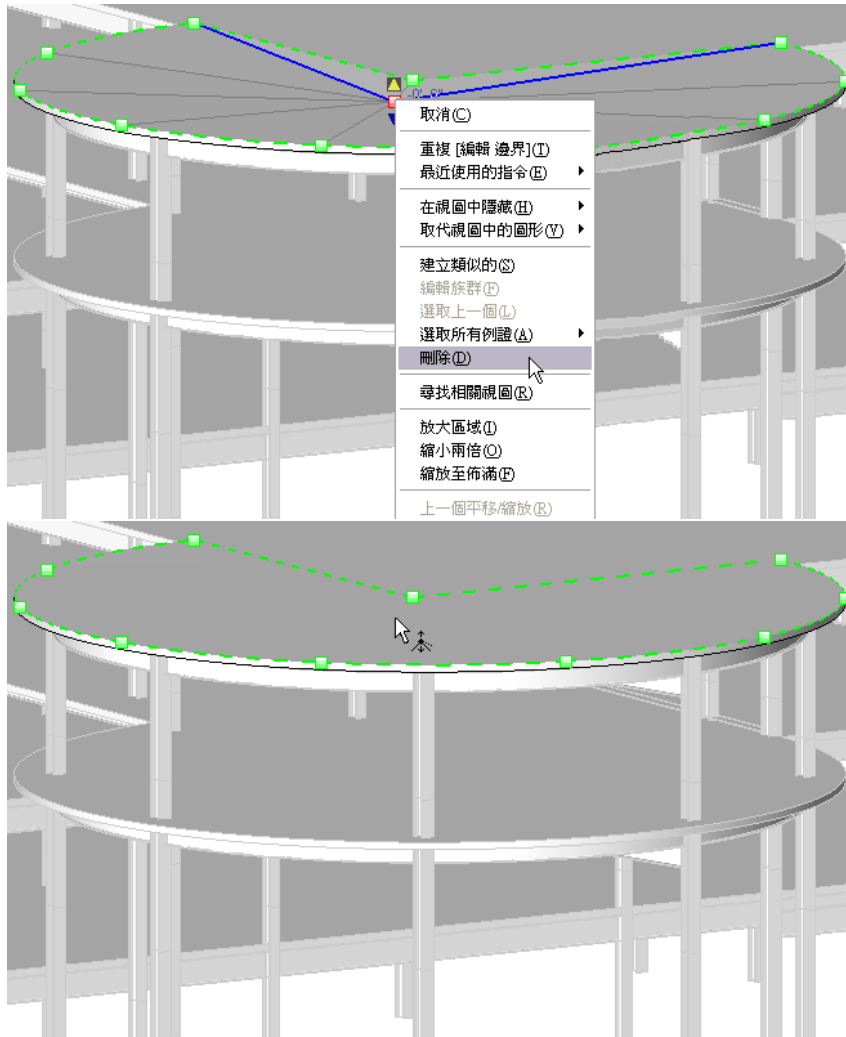 取消(C)
重複 [編輯 邊界](T)
最近使用的指令(E)
在視圖中隱藏(H)
取代視圖中的圖形(V)
建立類似的(S)
編輯族群(F)
選取上一個(L)
選取所有例證(A)
刪除(D)
尋找相關視圖(R)
放大區域(I)
縮小兩倍(O)
縮放至佈滿(F)
上一個平移/縮放(R)